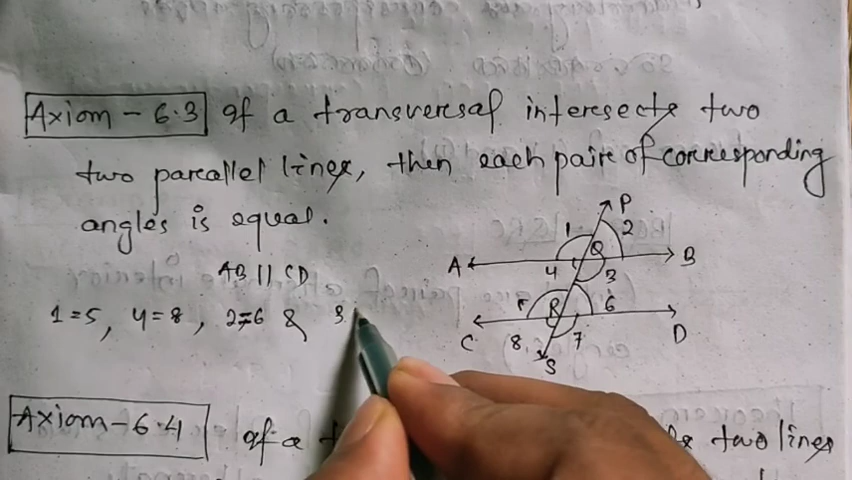 Axiom - 6.3 If a transversal intersects two
two parallel lines, then each pair of corresponding
angles is equal.
AB || CD
1=5, 4=8, 2=6 & 3
P
1 2
Q
A B
4 3
5 R 6
C D
8 7
S
Axiom - 6.4 If a t two lines